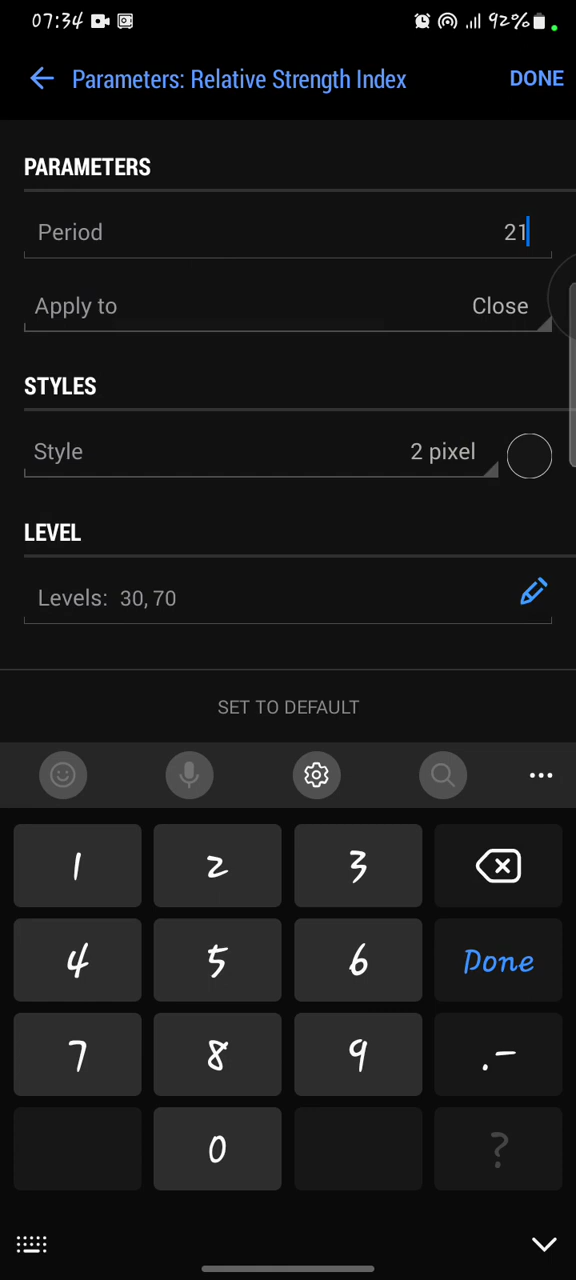 07:34 92%
Parameters: Relative Strength Index DONE
PARAMETERS
Period 21
Apply to Close
STYLES
Style 2 pixel
LEVEL
Levels: 30, 70
SET TO DEFAULT
1 2 3
4 5 6 Done
7 8 9 .-
0 ?